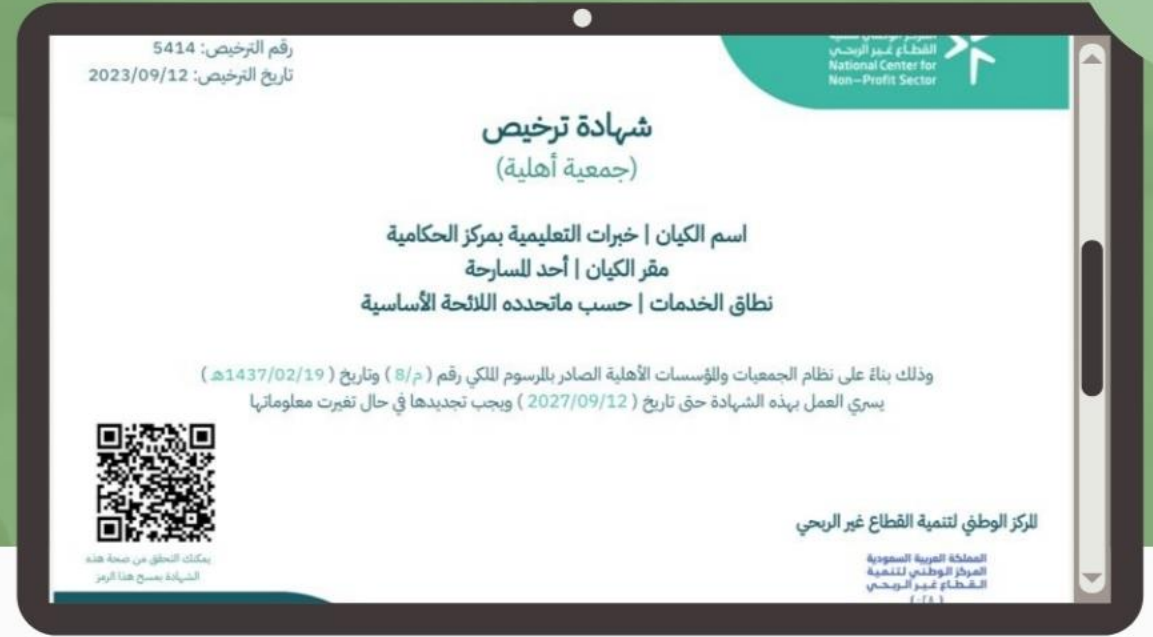 رقم الترخيص: 5414
تاريخ الترخيص: 2023/09/12
القطاع غير الربحي
National Center for
Non-Profit Sector
شهادة ترخيص
(جمعية أهلية)
اسم الكيان | خبرات التعليمية بمركز الحكامية
مقر الكيان | أحد المسارحة
نطاق الخدمات | حسب ماتحدده اللائحة الأساسية
وذلك بناءً على نظام الجمعيات والمؤسسات الأهلية الصادر بالمرسوم الملكي رقم ( م/8 ) وتاريخ ( 1437/02/19هـ )
يسري العمل بهذه الشهادة حتى تاريخ ( 2027/09/12 ) ويجب تجديدها في حال تغيرت معلوماتها
يمكنك التحقق من صحة هذه
الشهادة بمسح هذا الرمز
المركز الوطني لتنمية القطاع غير الربحي
المملكة العربية السعودية
المركز الوطني لتنمية
القطاع غير الربحي